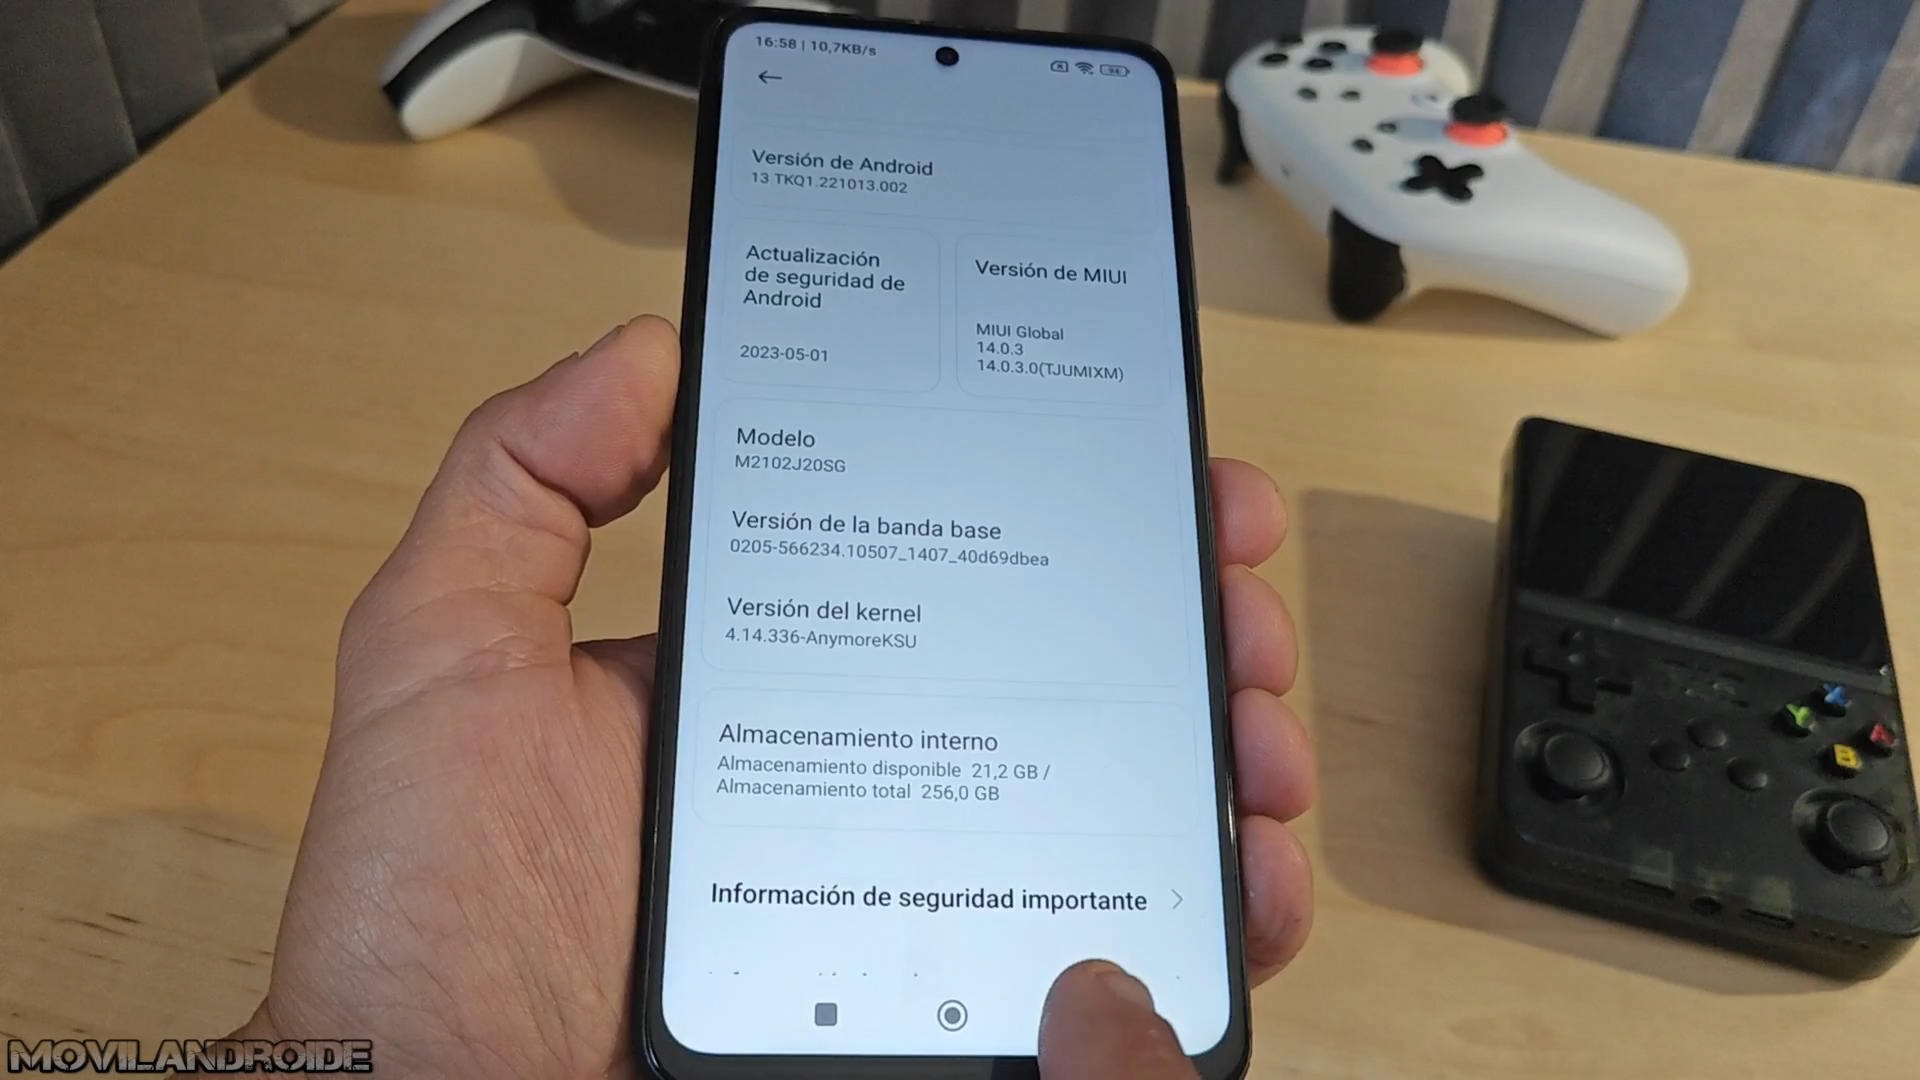 16:58 | 10,7KB/s
94
Versión de Android
13 TKQ1.221013.002
Actualización
de seguridad de
Android
2023-05-01
Versión de MIUI
MIUI Global
14.0.3
14.0.3.0(TJUMIXM)
Modelo
M2102J20SG
Versión de la banda base
0205-566234.10507_1407_40d69dbea
Versión del kernel
4.14.336-AnymoreKSU
Almacenamiento interno
Almacenamiento disponible 21,2 GB /
Almacenamiento total 256,0 GB
Información de seguridad importante
X
Y
A
B
MOVILANDROIDE